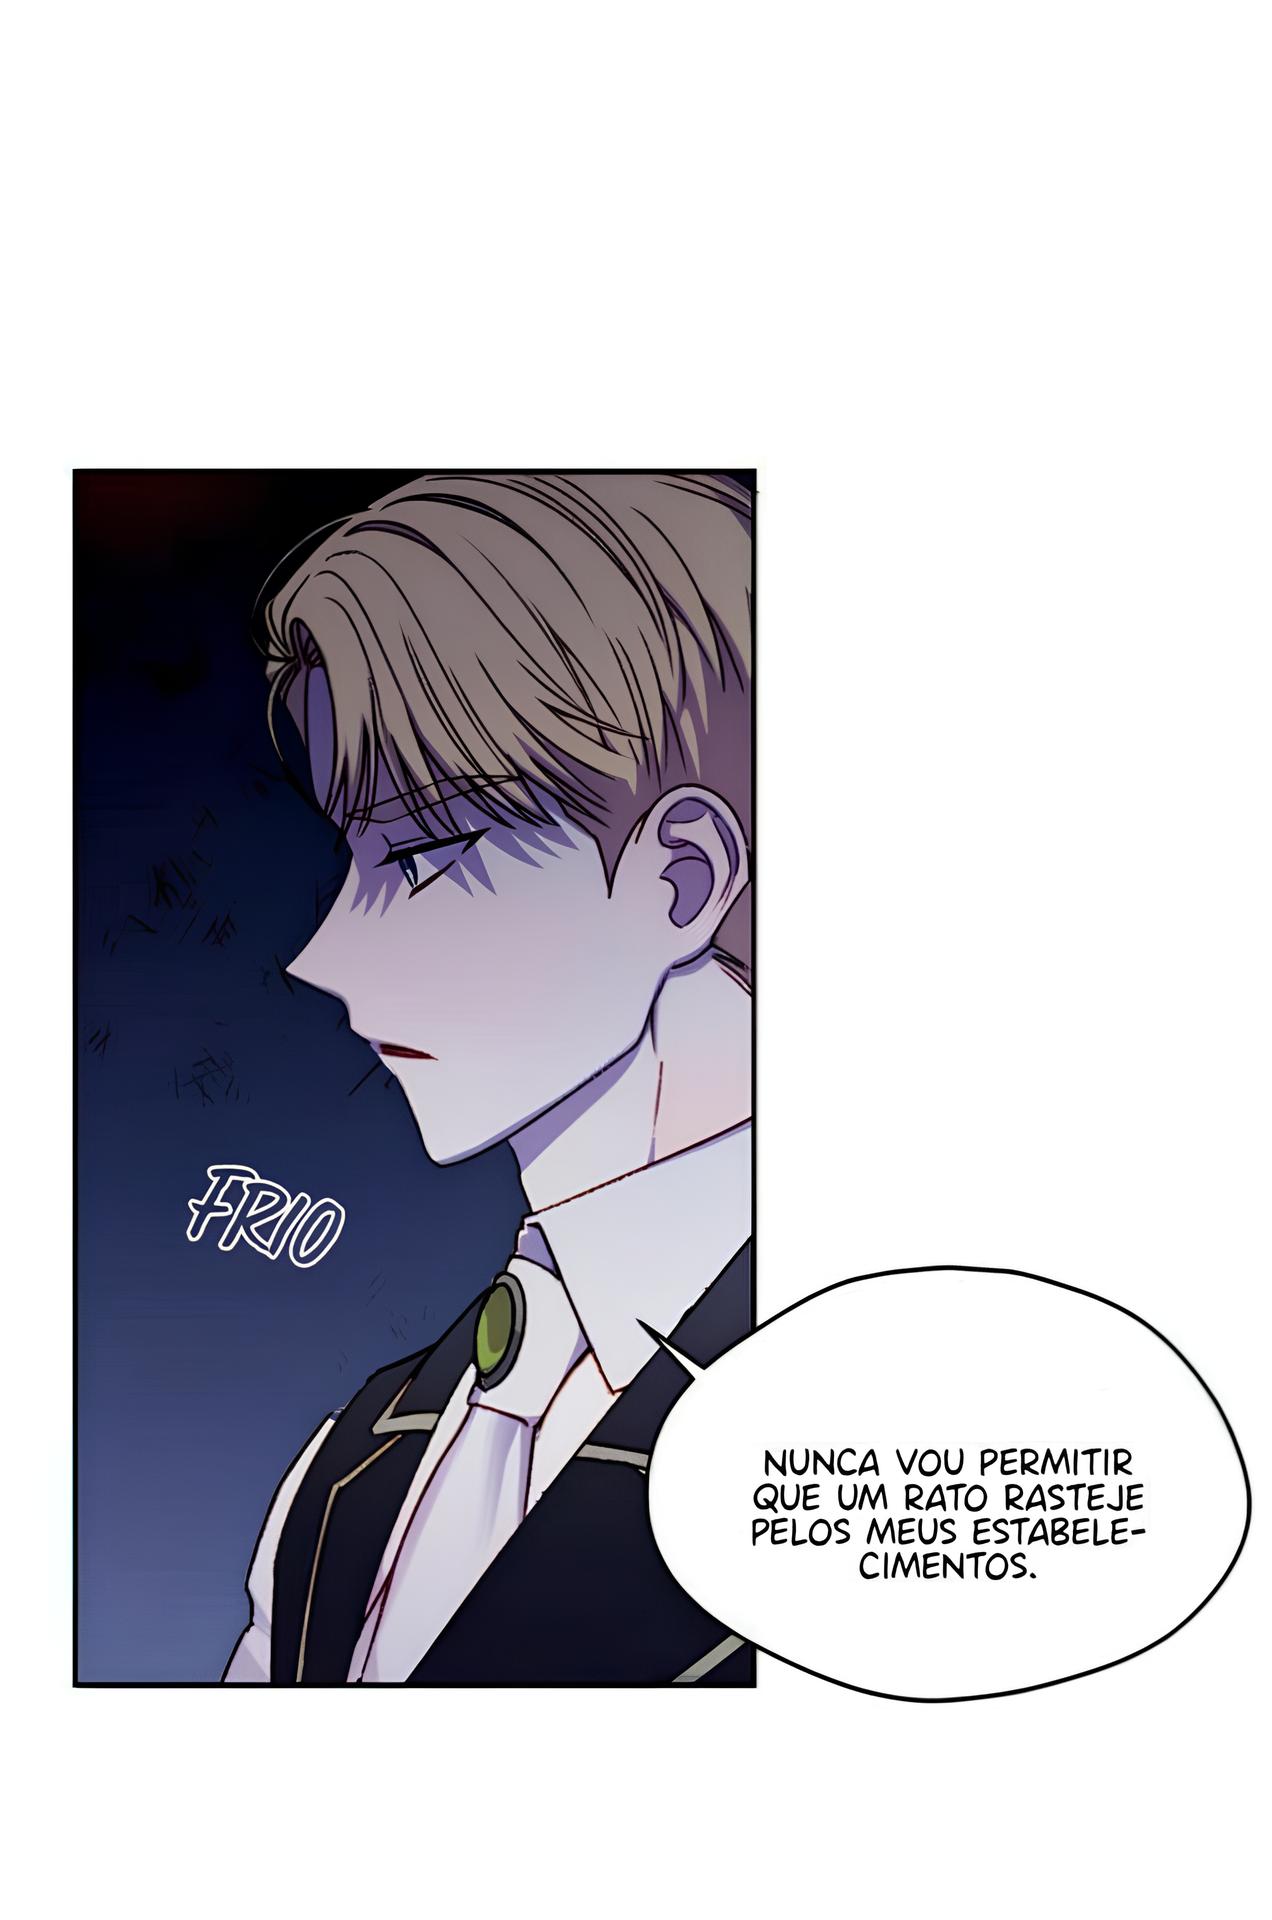 FRIO
NUNCA VOU PERMITIR
QUE UM RATO RASTEJE
PELOS MEUS ESTABELE-
CIMENTOS.